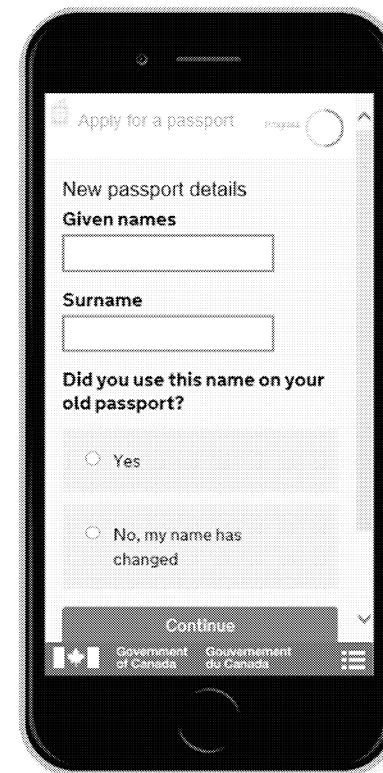 Apply for a passport
Progress
New passport details
Given names
Surname
Did you use this name on your
old passport?
Yes
No, my name has
changed
Continue
Government Gouvernement
of Canada du Canada